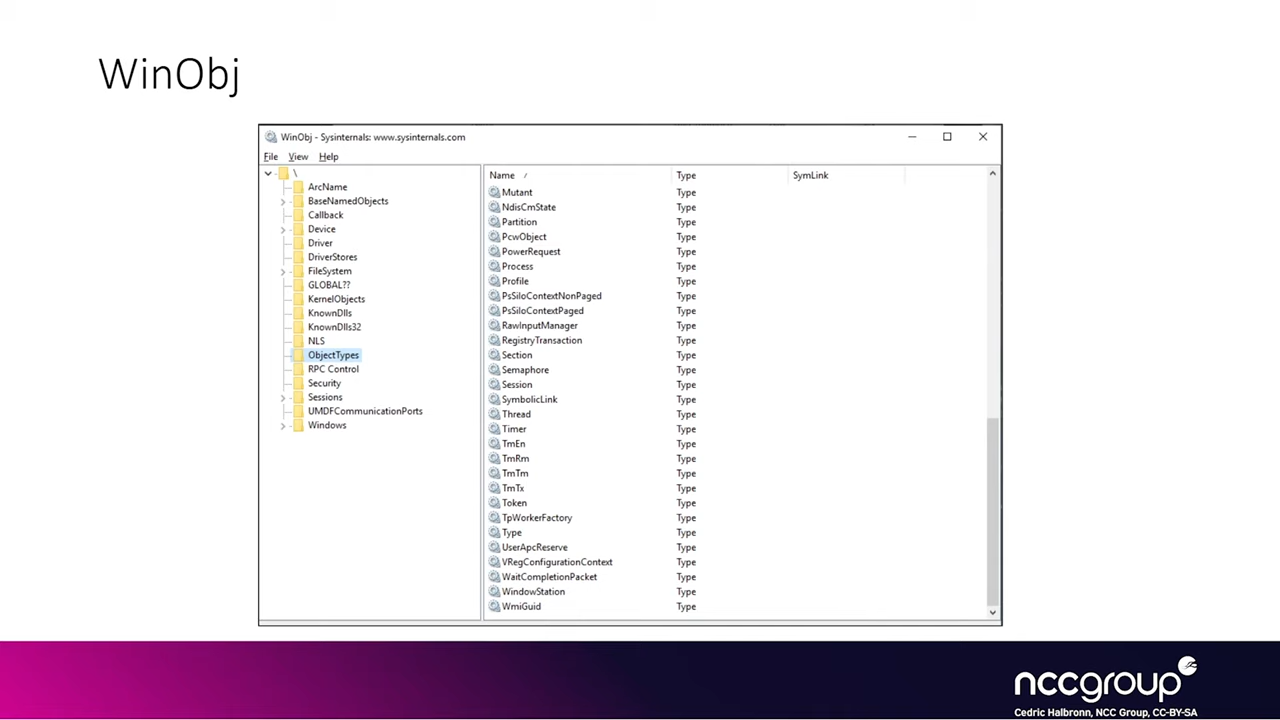 WinObj
WinObj - Sysinternals: www.sysinternals.com
File View Help
\
ArcName
BaseNamedObjects
Callback
Device
Driver
DriverStores
FileSystem
GLOBAL??
KernelObjects
KnownDlls
KnownDlls32
NLS
ObjectTypes
RPC Control
Security
Sessions
UMDFCommunicationPorts
Windows
Name / Type SymLink
Mutant Type
NdisCmState Type
Partition Type
PcwObject Type
PowerRequest Type
Process Type
Profile Type
PsSiloContextNonPaged Type
PsSiloContextPaged Type
RawInputManager Type
RegistryTransaction Type
Section Type
Semaphore Type
Session Type
SymbolicLink Type
Thread Type
Timer Type
TmEn Type
TmRm Type
TmTm Type
TmTx Type
Token Type
TpWorkerFactory Type
Type Type
UserApcReserve Type
VRegConfigurationContext Type
WaitCompletionPacket Type
WindowStation Type
WmiGuid Type
nccgroup
Cedric Halbronn, NCC Group, CC-BY-SA